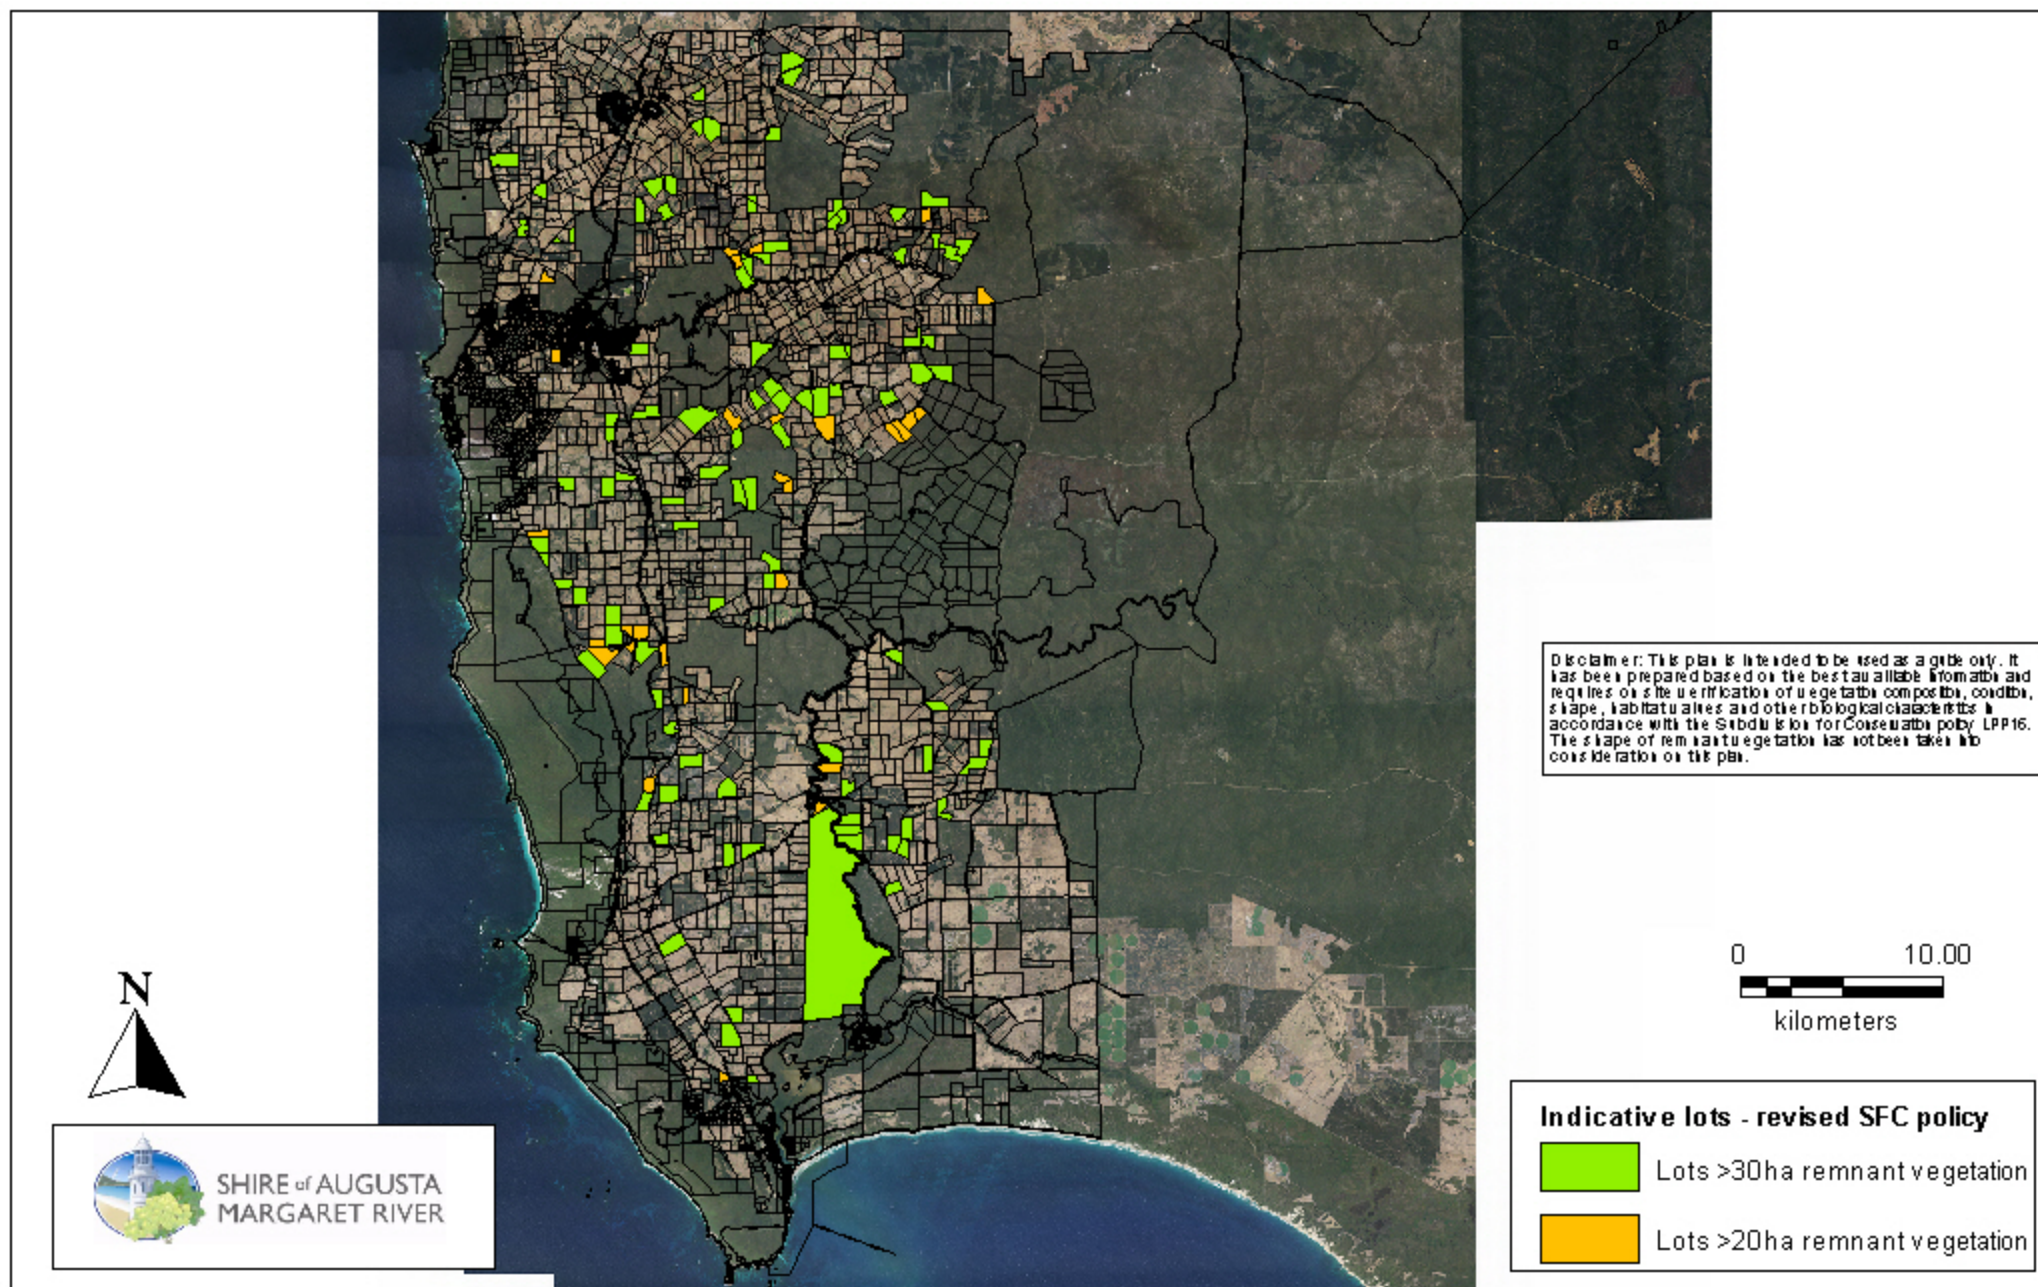 Disclaimer: This plan is intended to be used as a guide only. It
has been prepared based on the best available information and
requires on site verification of vegetation composition, condition,
shape, habitat values and other biological characteristics in
accordance with the Subdivision for Conservation policy LPP16.
The shape of remnant vegetation has not been taken into
consideration on this plan.
0 10.00
kilometers
N
SHIRE of AUGUSTA
MARGARET RIVER
Indicative lots - revised SFC policy
Lots >30ha remnant vegetation
Lots >20ha remnant vegetation